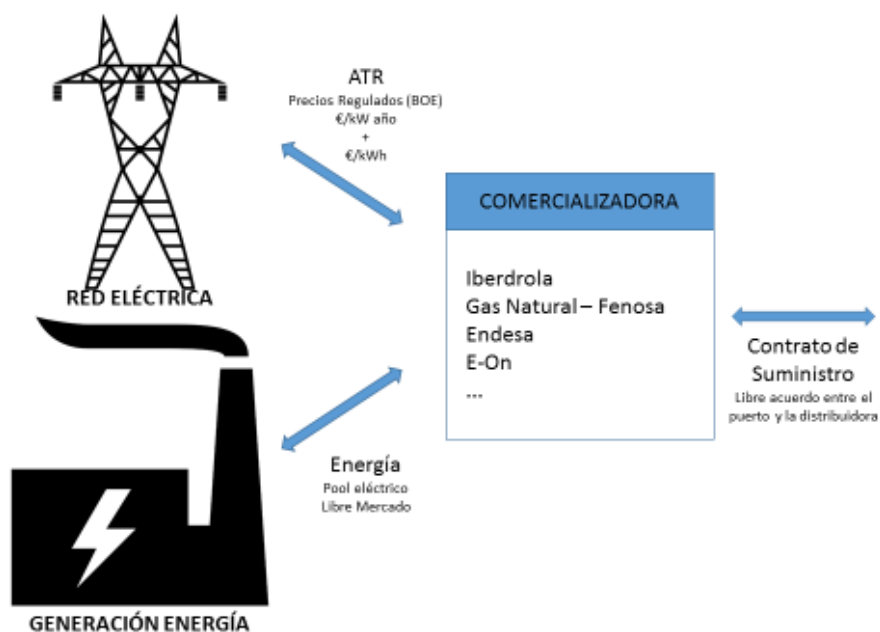 ATR
Precios Regulados (BOE)
€/kW año
+
€/kWh
RED ELÉCTRICA
COMERCIALIZADORA
Iberdrola
Gas Natural – Fenosa
Endesa
E-On
...
Contrato de
Suministro
Libre acuerdo entre el
puerto y la distribuidora
Energía
Pool eléctrico
Libre Mercado
GENERACIÓN ENERGÍA